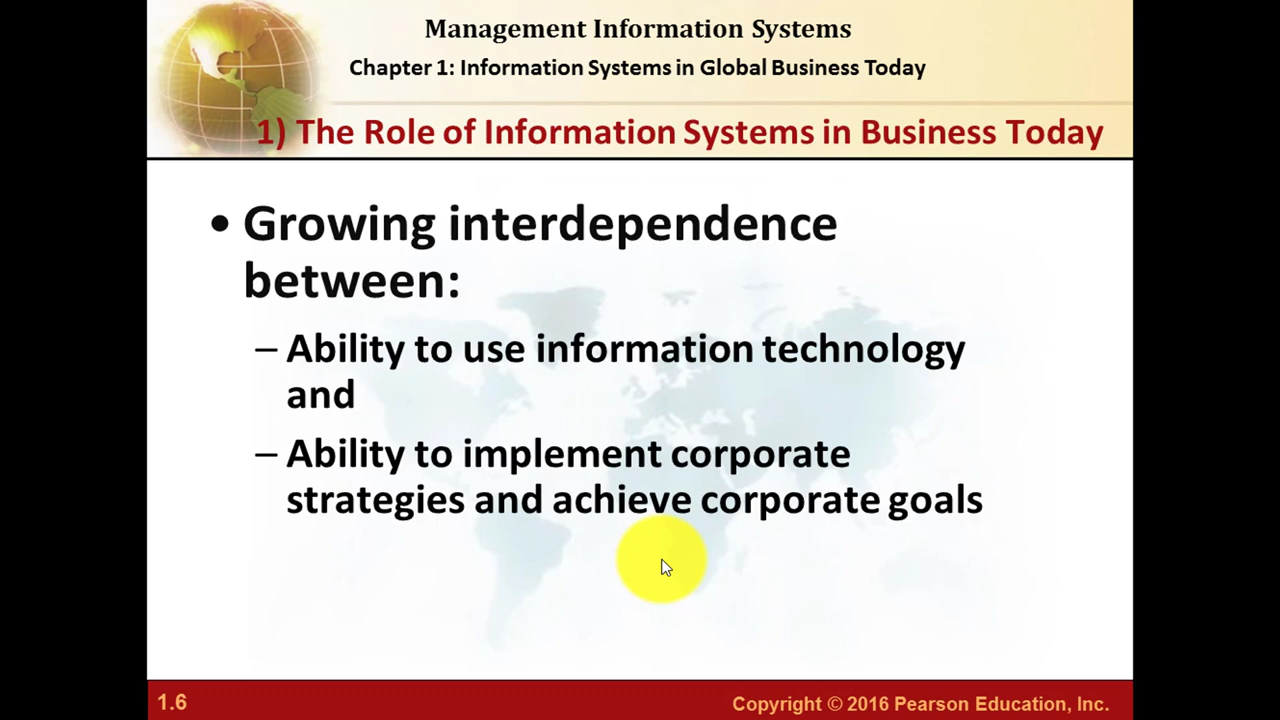 Management Information Systems
Chapter 1: Information Systems in Global Business Today
1) The Role of Information Systems in Business Today
• Growing interdependence
between:
– Ability to use information technology
and
– Ability to implement corporate
strategies and achieve corporate goals
1.6
Copyright © 2016 Pearson Education, Inc.